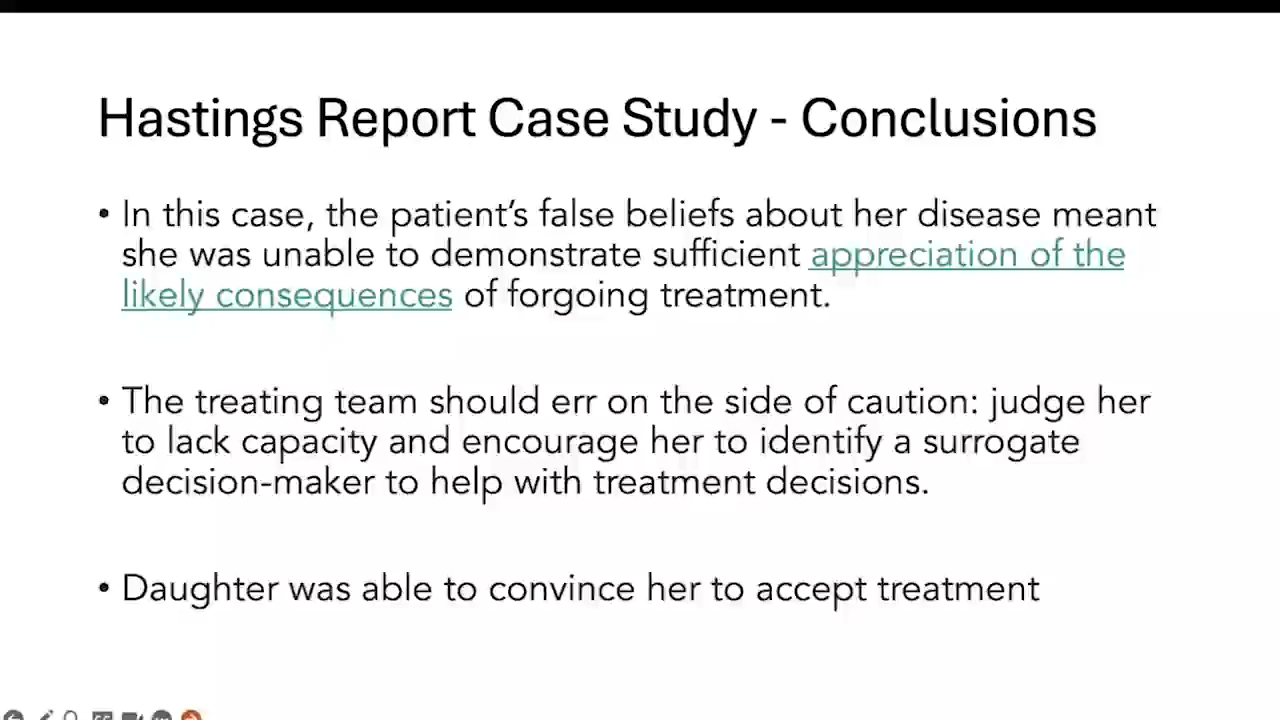 Hastings Report Case Study - Conclusions
• In this case, the patient's false beliefs about her disease meant
she was unable to demonstrate sufficient appreciation of the
likely consequences of forgoing treatment.
• The treating team should err on the side of caution: judge her
to lack capacity and encourage her to identify a surrogate
decision-maker to help with treatment decisions.
• Daughter was able to convince her to accept treatment